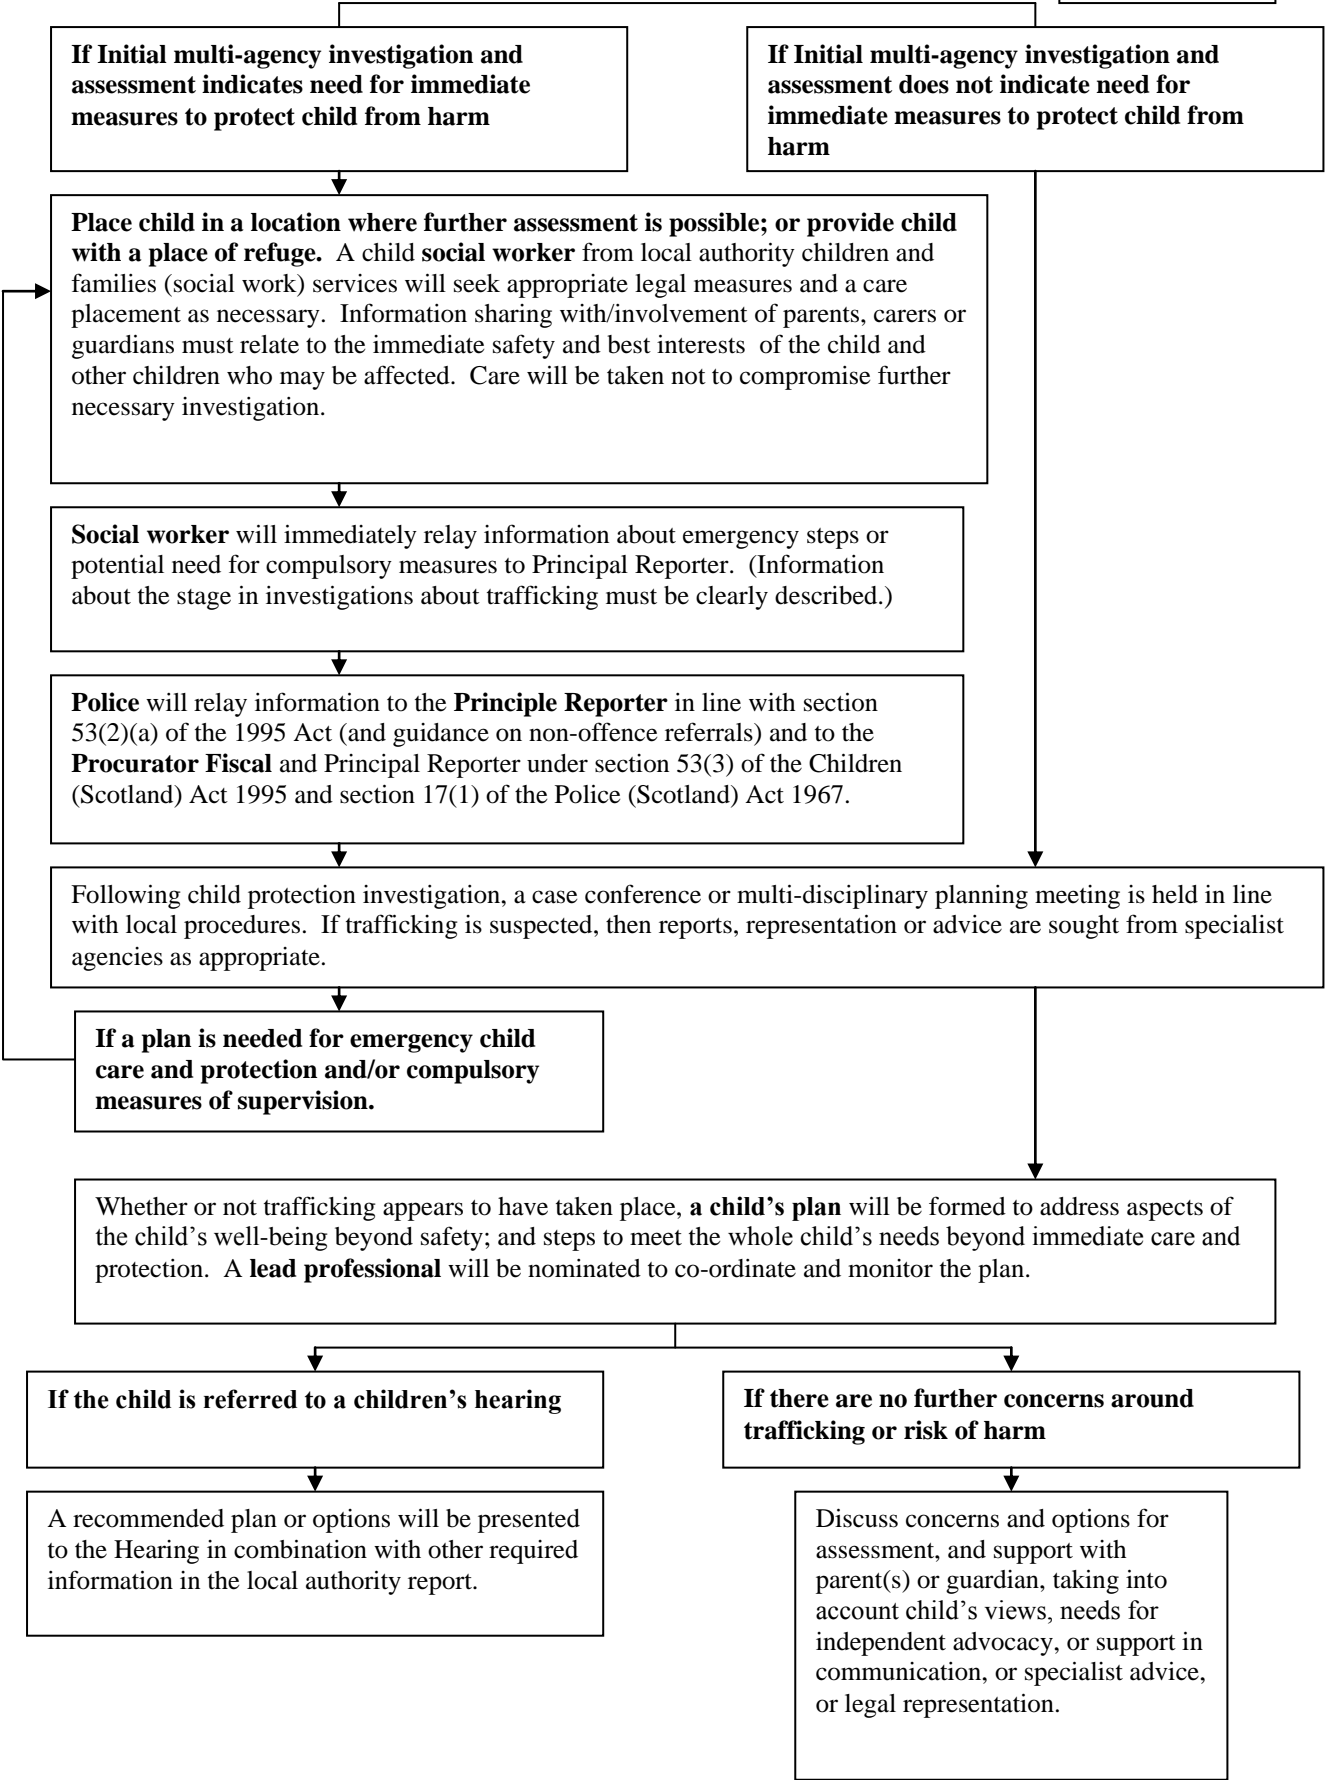 If Initial multi-agency investigation and
assessment indicates need for immediate
measures to protect child from harm
If Initial multi-agency investigation and
assessment does not indicate need for
immediate measures to protect child from
harm
Place child in a location where further assessment is possible; or provide child
with a place of refuge.  A child social worker from local authority children and
families (social work) services will seek appropriate legal measures and a care
placement as necessary.  Information sharing with/involvement of parents, carers or
guardians must relate to the immediate safety and best interests  of the child and
other children who may be affected.  Care will be taken not to compromise further
necessary investigation.
Social worker will immediately relay information about emergency steps or
potential need for compulsory measures to Principal Reporter.  (Information
about the stage in investigations about trafficking must be clearly described.)
Police will relay information to the Principle Reporter in line with section
53(2)(a) of the 1995 Act (and guidance on non-offence referrals) and to the
Procurator Fiscal and Principal Reporter under section 53(3) of the Children
(Scotland) Act 1995 and section 17(1) of the Police (Scotland) Act 1967.
Following child protection investigation, a case conference or multi-disciplinary planning meeting is held in line
with local procedures.  If trafficking is suspected, then reports, representation or advice are sought from specialist
agencies as appropriate.
If a plan is needed for emergency child
care and protection and/or compulsory
measures of supervision.
Whether or not trafficking appears to have taken place, a child's plan will be formed to address aspects of
the child's well-being beyond safety; and steps to meet the whole child's needs beyond immediate care and
protection.  A lead professional will be nominated to co-ordinate and monitor the plan.
If the child is referred to a children's hearing
If there are no further concerns around
trafficking or risk of harm
A recommended plan or options will be presented
to the Hearing in combination with other required
information in the local authority report.
Discuss concerns and options for
assessment, and support with
parent(s) or guardian, taking into
account child's views, needs for
independent advocacy, or support in
communication, or specialist advice,
or legal representation.